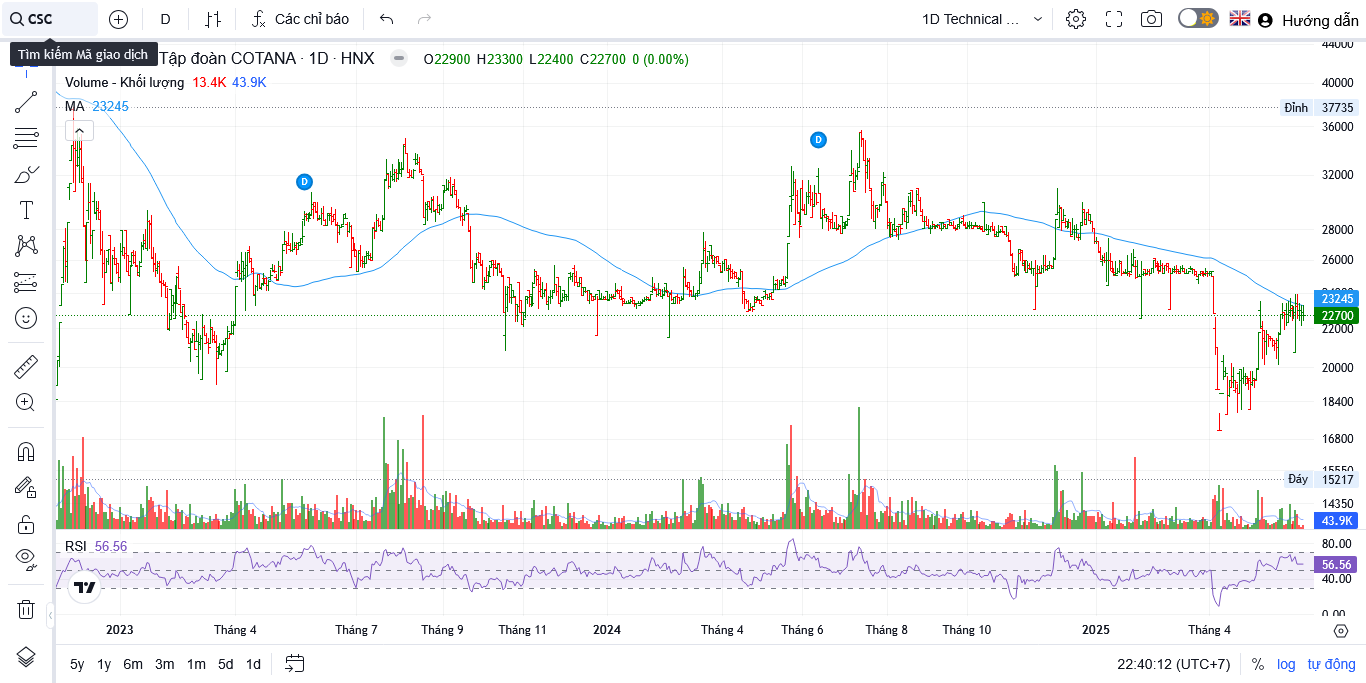 CSC
D
Các chỉ báo
1D Technical ...
Hướng dẫn
Tìm kiếm Mã giao dịch
Tập đoàn COTANA · 1D · HNX
O22900 H23300 L22400 C22700 0 (0.00%)
Volume - Khối lượng 13.4K 43.9K
MA 23245
44000
40000
Đỉnh 37735
36000
32000
28000
26000
24000
23245
22700
22000
20000
18400
16800
15550
Đáy 15217
14350
43.9K
D
D
RSI 56.56
80.00
56.56
40.00
0.00
2023 Tháng 4 Tháng 7 Tháng 9 Tháng 11 2024 Tháng 4 Tháng 6 Tháng 8 Tháng 10 2025 Tháng 4
5y 1y 6m 3m 1m 5d 1d
22:40:12 (UTC+7) % log tự động